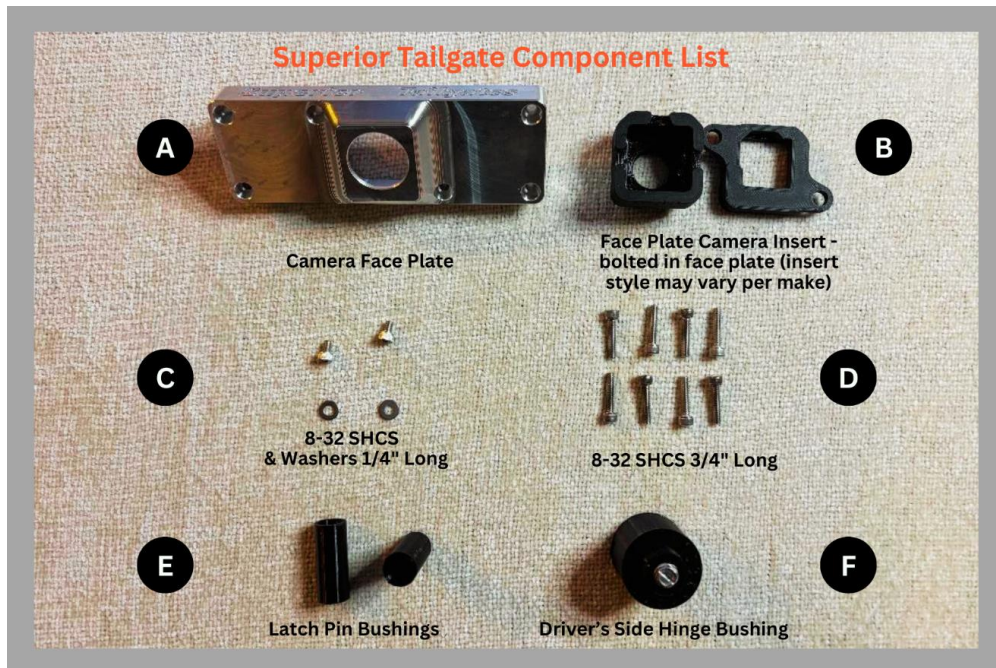 Superior Tailgate Component List
Superior Tailgates
A
B
Camera Face Plate
Face Plate Camera Insert -
bolted in face plate (insert
style may vary per make)
C
D
8-32 SHCS
& Washers 1/4" Long
8-32 SHCS 3/4" Long
E
F
Latch Pin Bushings
Driver's Side Hinge Bushing